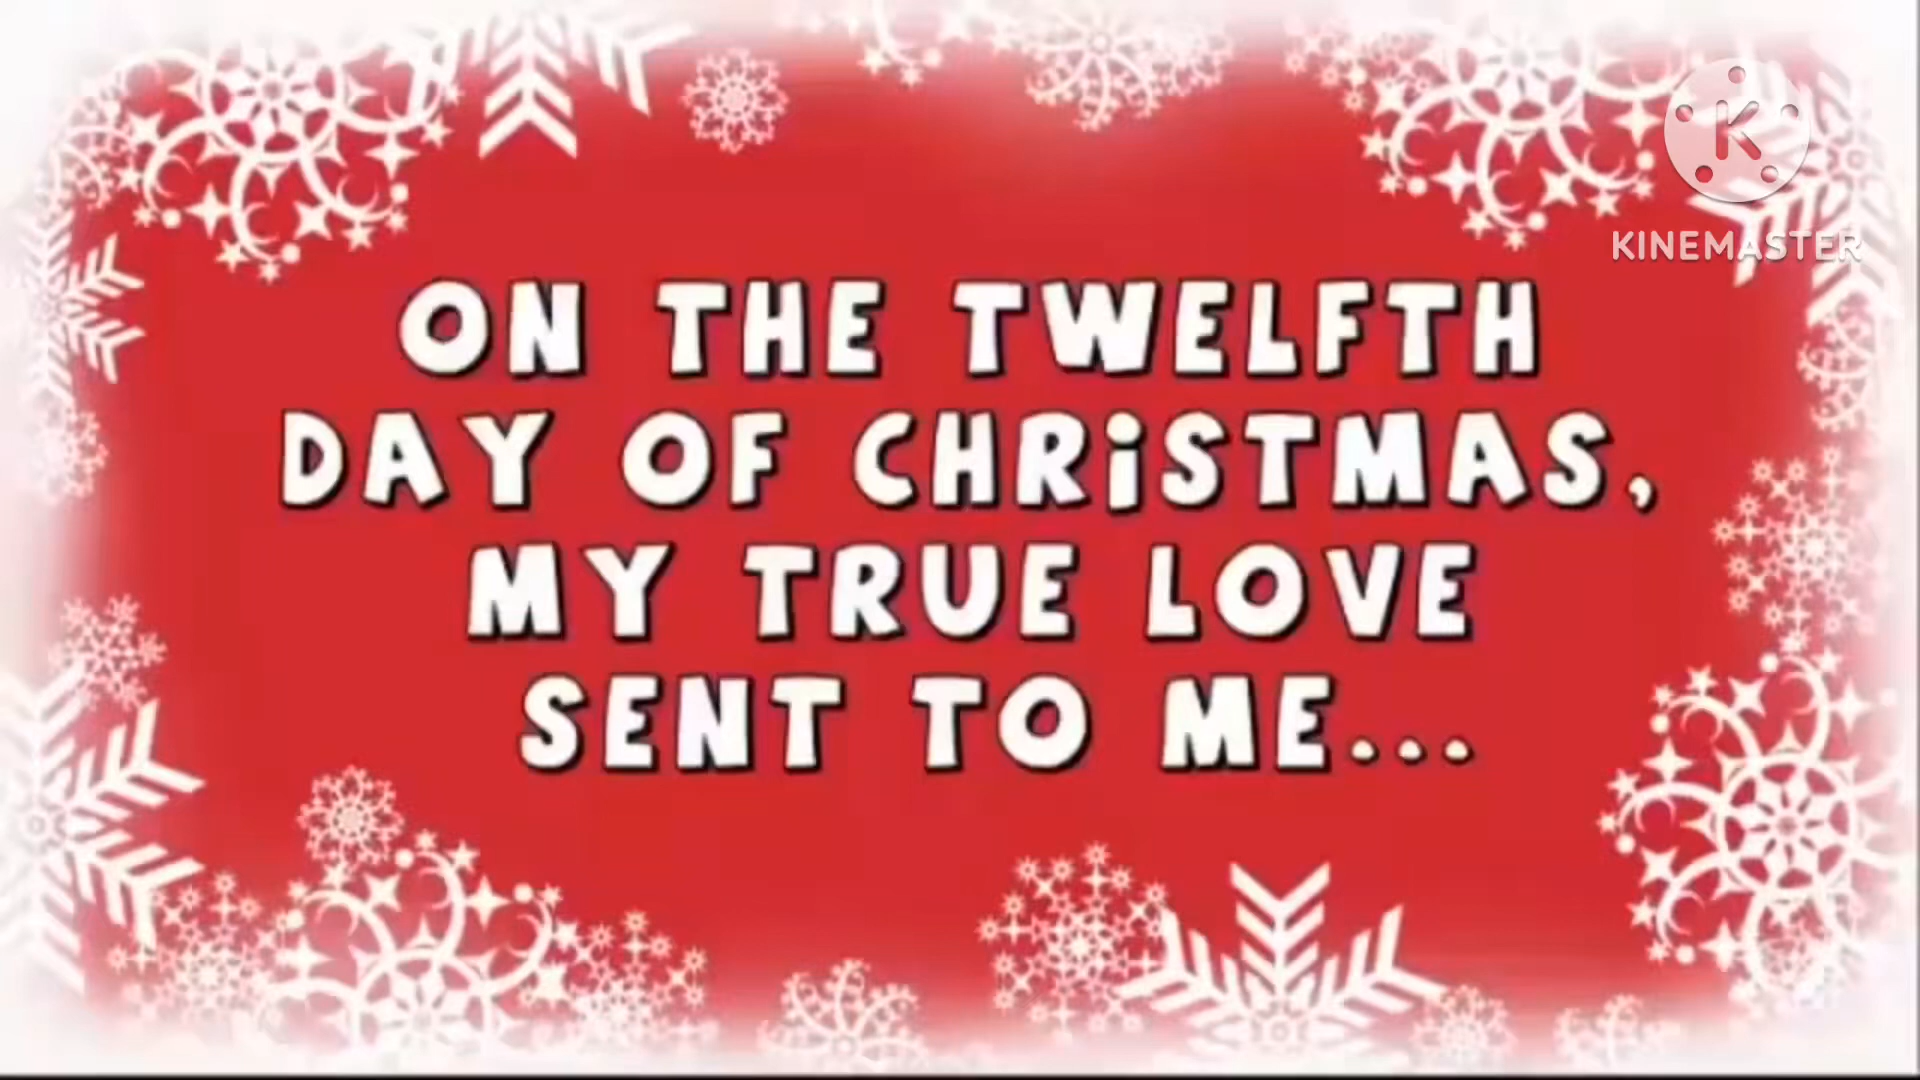 K
KINEMASTER
ON THE TWELFTH
DAY OF CHRiSTMAS,
MY TRUE LOVE
SENT TO ME...